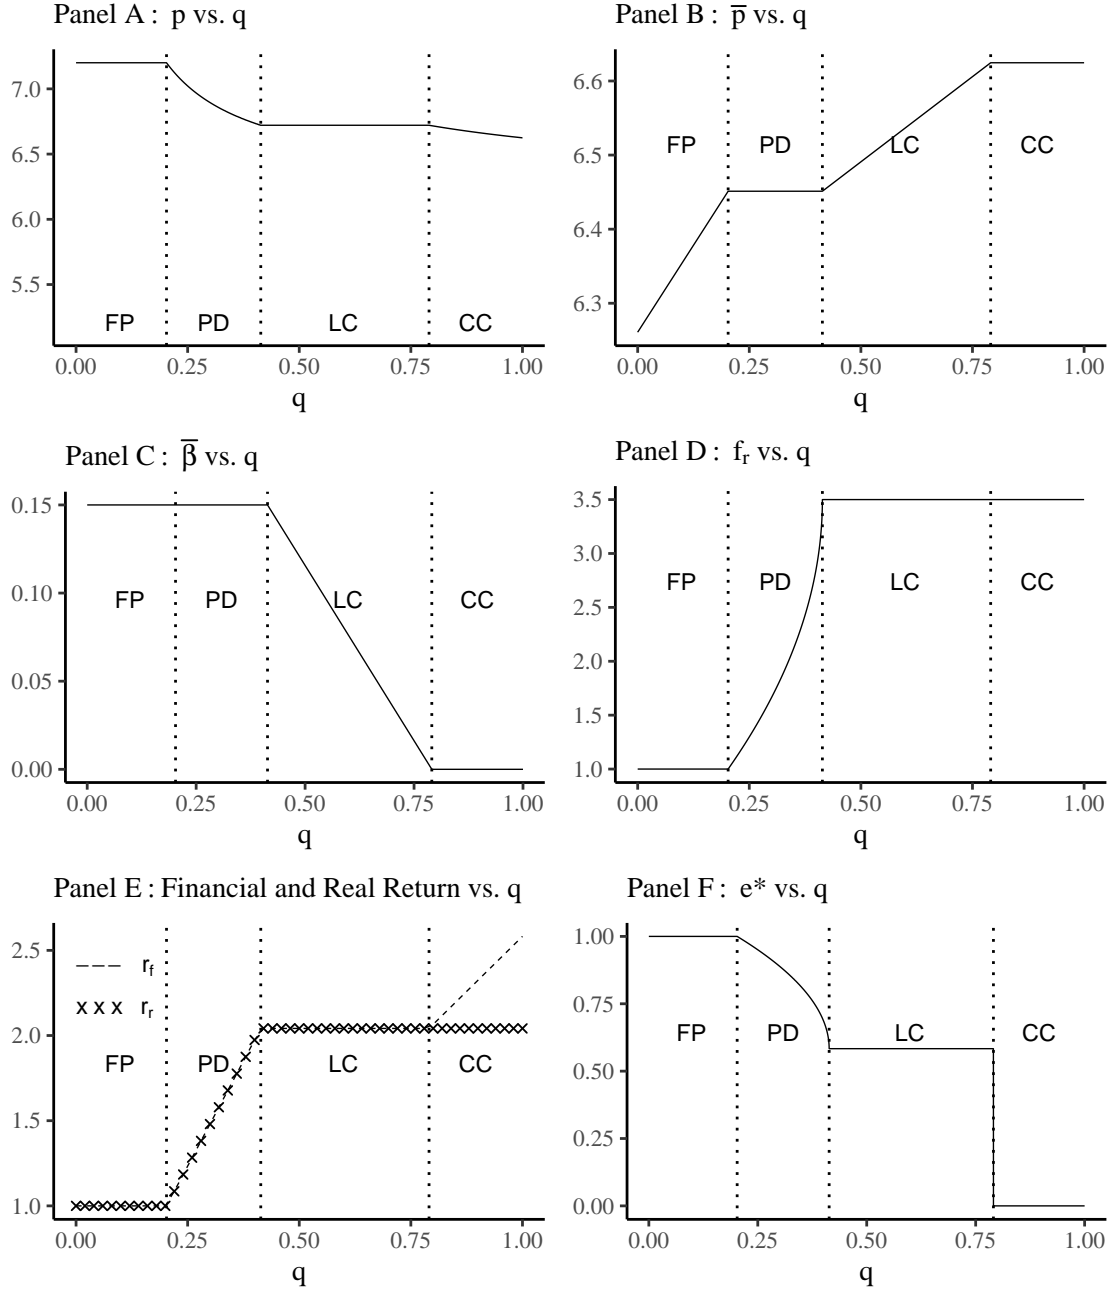 Panel A : p vs. q
7.0
6.5
6.0
5.5
FP PD LC CC
0.00 0.25 0.50 0.75 1.00
q
Panel B : p̅ vs. q
6.6
6.5
6.4
6.3
FP PD LC CC
0.00 0.25 0.50 0.75 1.00
q
Panel C : β̅ vs. q
0.15
0.10
0.05
0.00
FP PD LC CC
0.00 0.25 0.50 0.75 1.00
q
Panel D : fᵣ vs. q
3.5
3.0
2.5
2.0
1.5
1.0
FP PD LC CC
0.00 0.25 0.50 0.75 1.00
q
Panel E : Financial and Real Return vs. q
2.5
2.0
1.5
1.0
r_f
x x x r_r
FP PD LC CC
0.00 0.25 0.50 0.75 1.00
q
Panel F : e* vs. q
1.00
0.75
0.50
0.25
0.00
FP PD LC CC
0.00 0.25 0.50 0.75 1.00
q